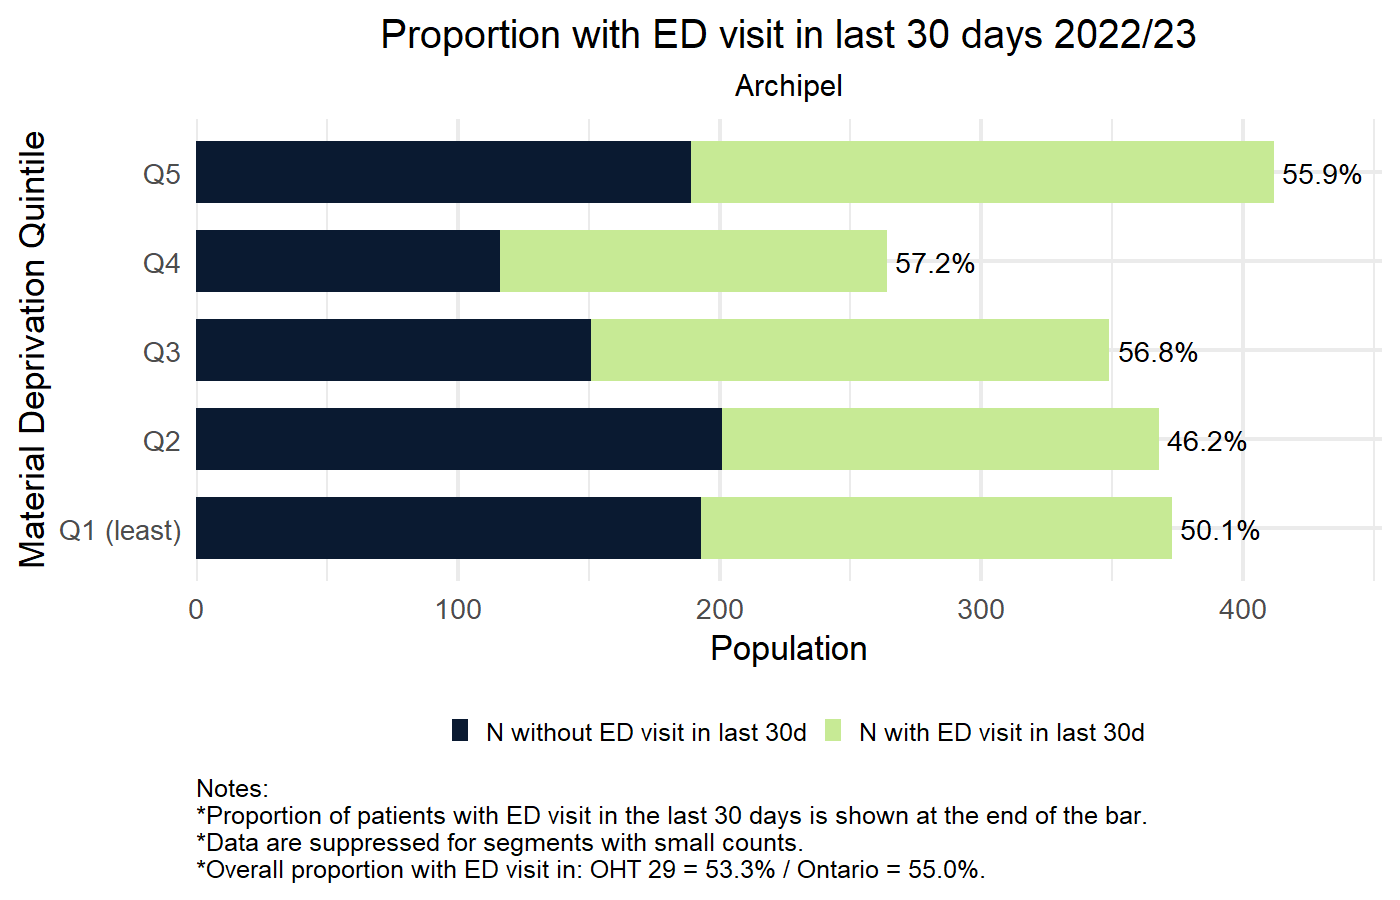 Proportion with ED visit in last 30 days 2022/23
Archipel
Material Deprivation Quintile
Q5
55.9%
Q4
57.2%
Q3
56.8%
Q2
46.2%
Q1 (least)
50.1%
0 100 200 300 400
Population
N without ED visit in last 30d N with ED visit in last 30d
Notes:
*Proportion of patients with ED visit in the last 30 days is shown at the end of the bar.
*Data are suppressed for segments with small counts.
*Overall proportion with ED visit in: OHT 29 = 53.3% / Ontario = 55.0%.